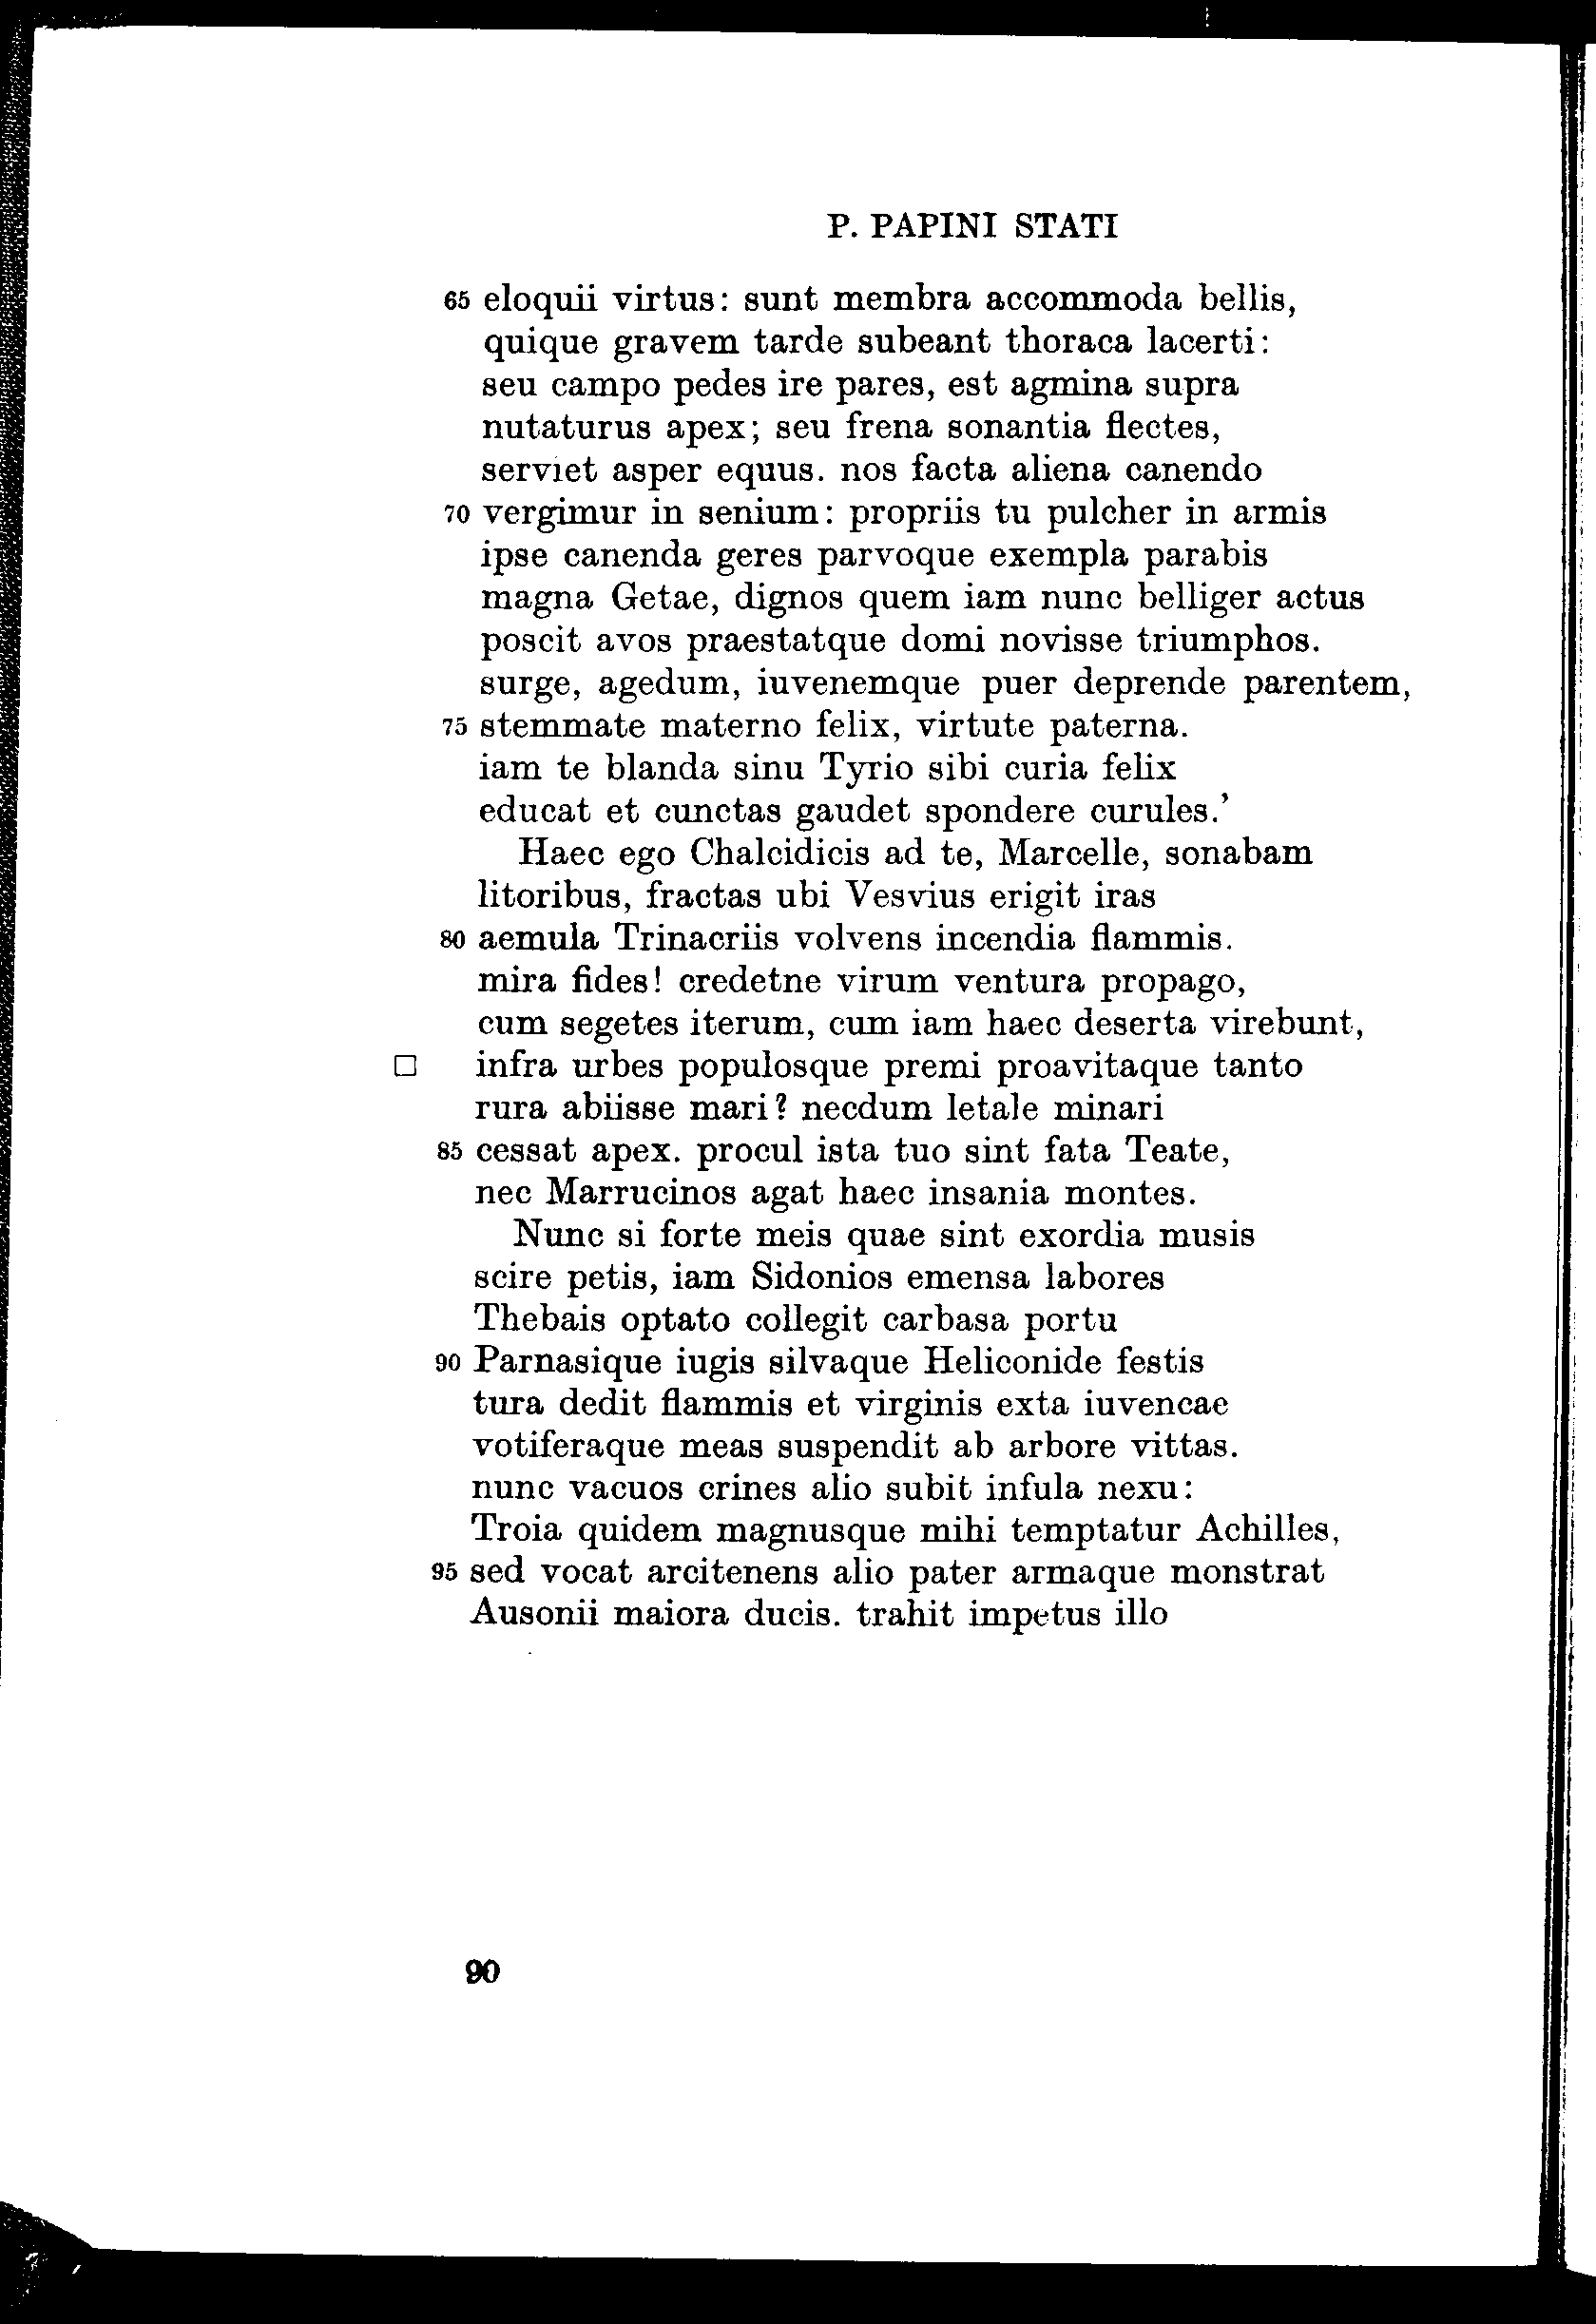 P. PAPINI STATI
65 eloquii virtus: sunt membra accommoda bellis,
quique gravem tarde subeant thoraca lacerti:
seu campo pedes ire pares, est agmina supra
nutaturus apex; seu frena sonantia flectes,
serviet asper equus. nos facta aliena canendo
70 vergimur in senium: propriis tu pulcher in armis
ipse canenda geres parvoque exempla parabis
magna Getae, dignos quem iam nunc belliger actus
poscit avos praestatque domi novisse triumphos.
surge, agedum, iuvenemque puer deprende parentem,
75 stemmate materno felix, virtute paterna.
iam te blanda sinu Tyrio sibi curia felix
educat et cunctas gaudet spondere curules.’
Haec ego Chalcidicis ad te, Marcelle, sonabam
litoribus, fractas ubi Vesvius erigit iras
80 aemula Trinacriis volvens incendia flammis.
mira fides! credetne virum ventura propago,
cum segetes iterum, cum iam haec deserta virebunt,
□ infra urbes populosque premi proavitaque tanto
rura abiisse mari? necdum letale minari
85 cessat apex. procul ista tuo sint fata Teate,
nec Marrucinos agat haec insania montes.
Nunc si forte meis quae sint exordia musis
scire petis, iam Sidonios emensa labores
Thebais optato collegit carbasa portu
90 Parnasique iugis silvaque Heliconide festis
tura dedit flammis et virginis exta iuvencae
votiferaque meas suspendit ab arbore vittas.
nunc vacuos crines alio subit infula nexu:
Troia quidem magnusque mihi temptatur Achilles,
95 sed vocat arcitenens alio pater armaque monstrat
Ausonii maiora ducis. trahit impetus illo
90